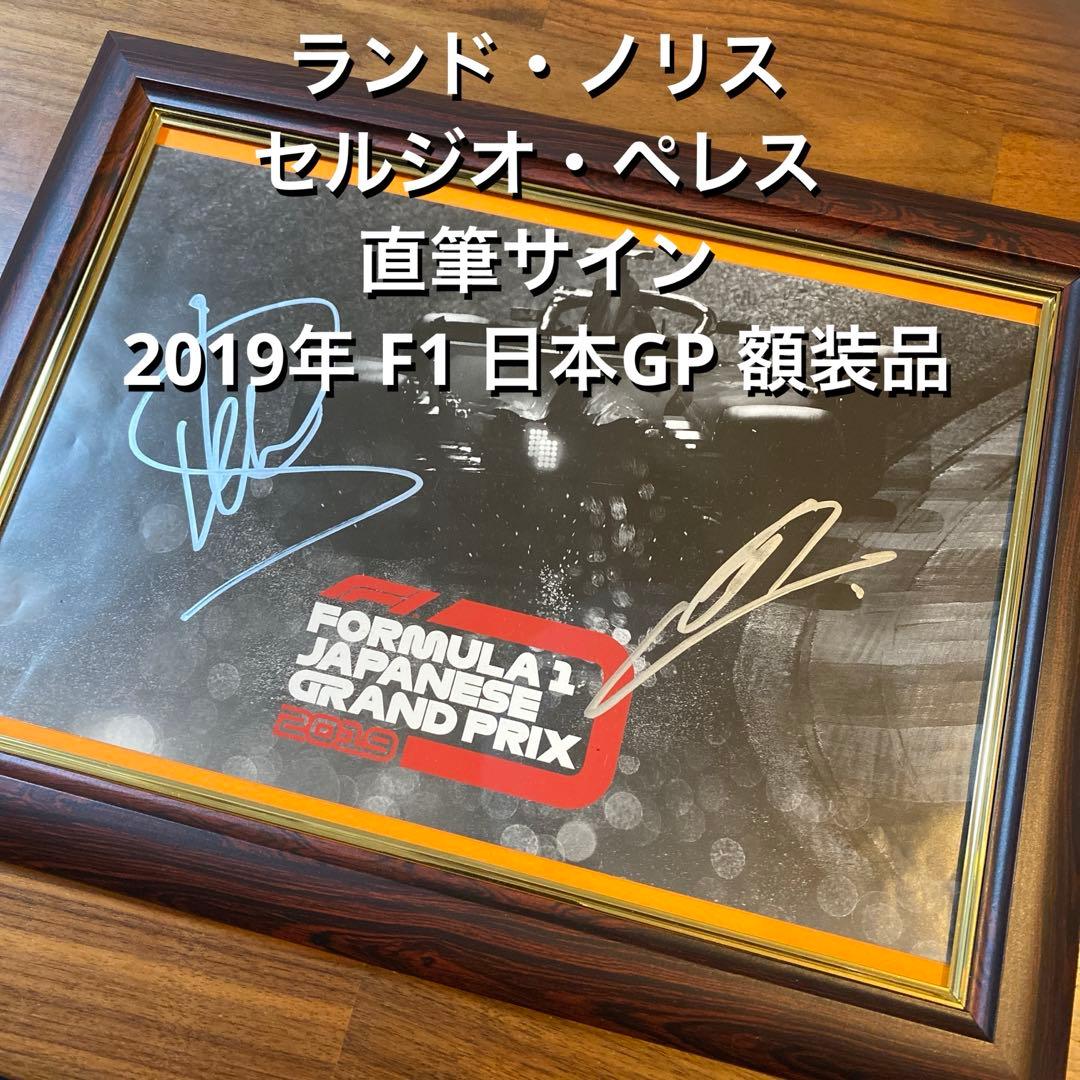 ランド・ノリス
セルジオ・ペレス
直筆サイン
2019年 F1 日本GP 額装品
F1
FORMULA 1
JAPANESE
GRAND PRIX
2019